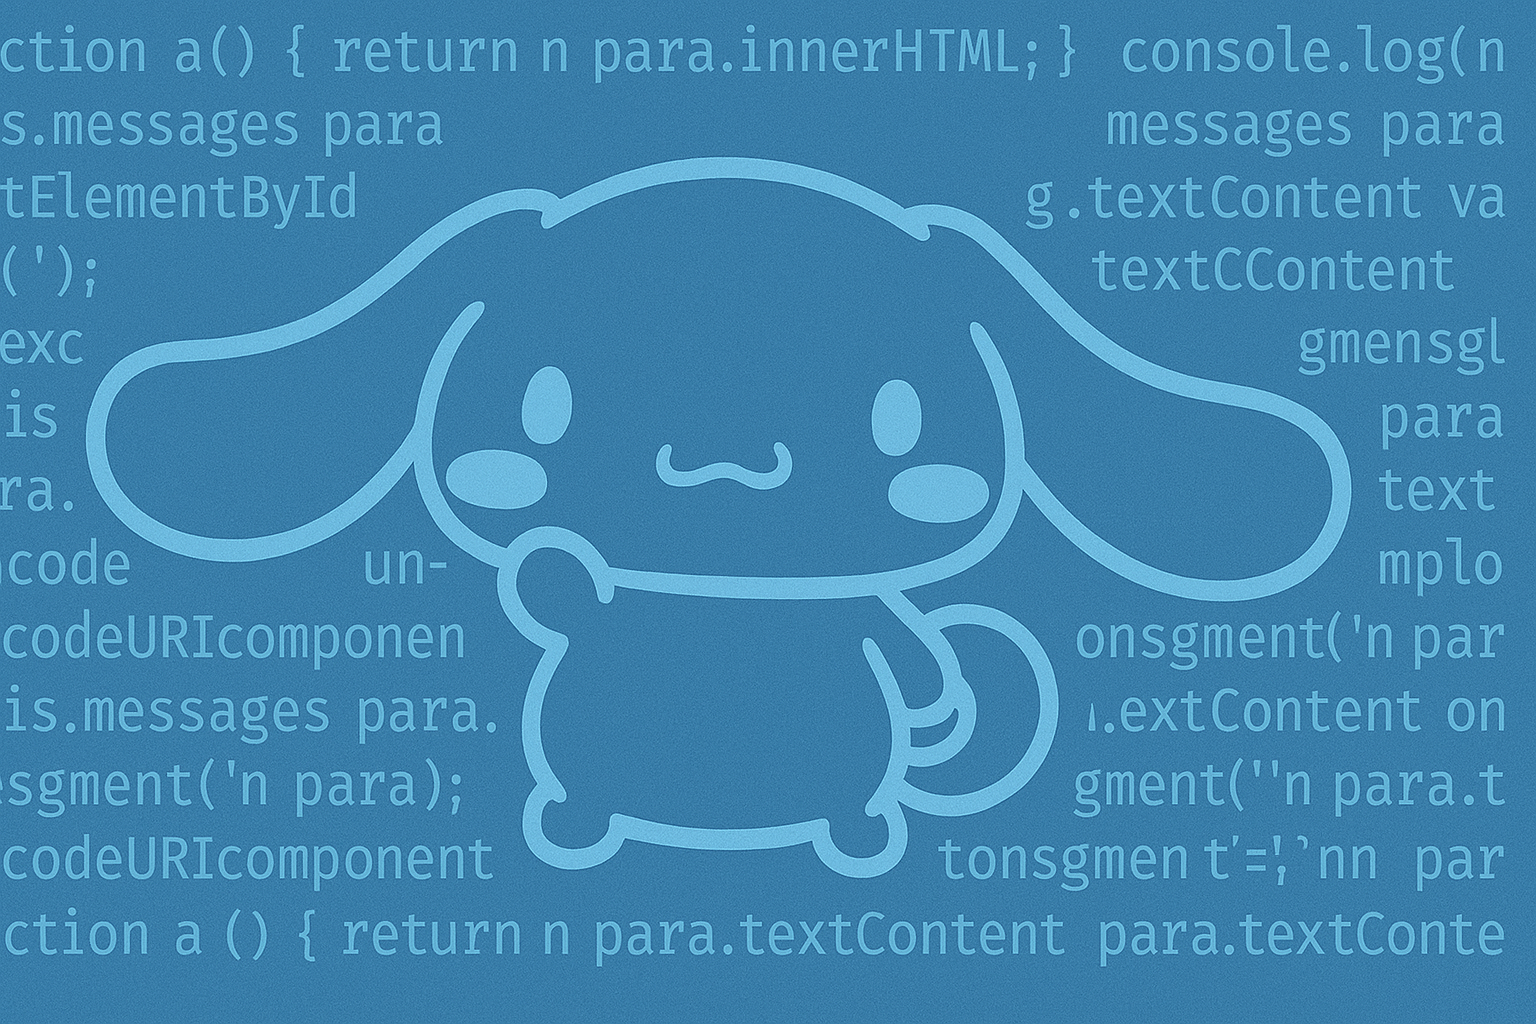 ction a() { return n para.innerHTML; } console.log(n
s.messages para messages para
tElementById g.textContent va
('); textCContent
exc gmensgl
is para
ra. text
code un- mplo
codeURIcomponen onsgment('n par
is.messages para. .extContent on
sgment('n para); gment(''n para.t
codeURIcomponent tonsgmen t'=¦'nn par
ction a () { return n para.textContent para.textConte